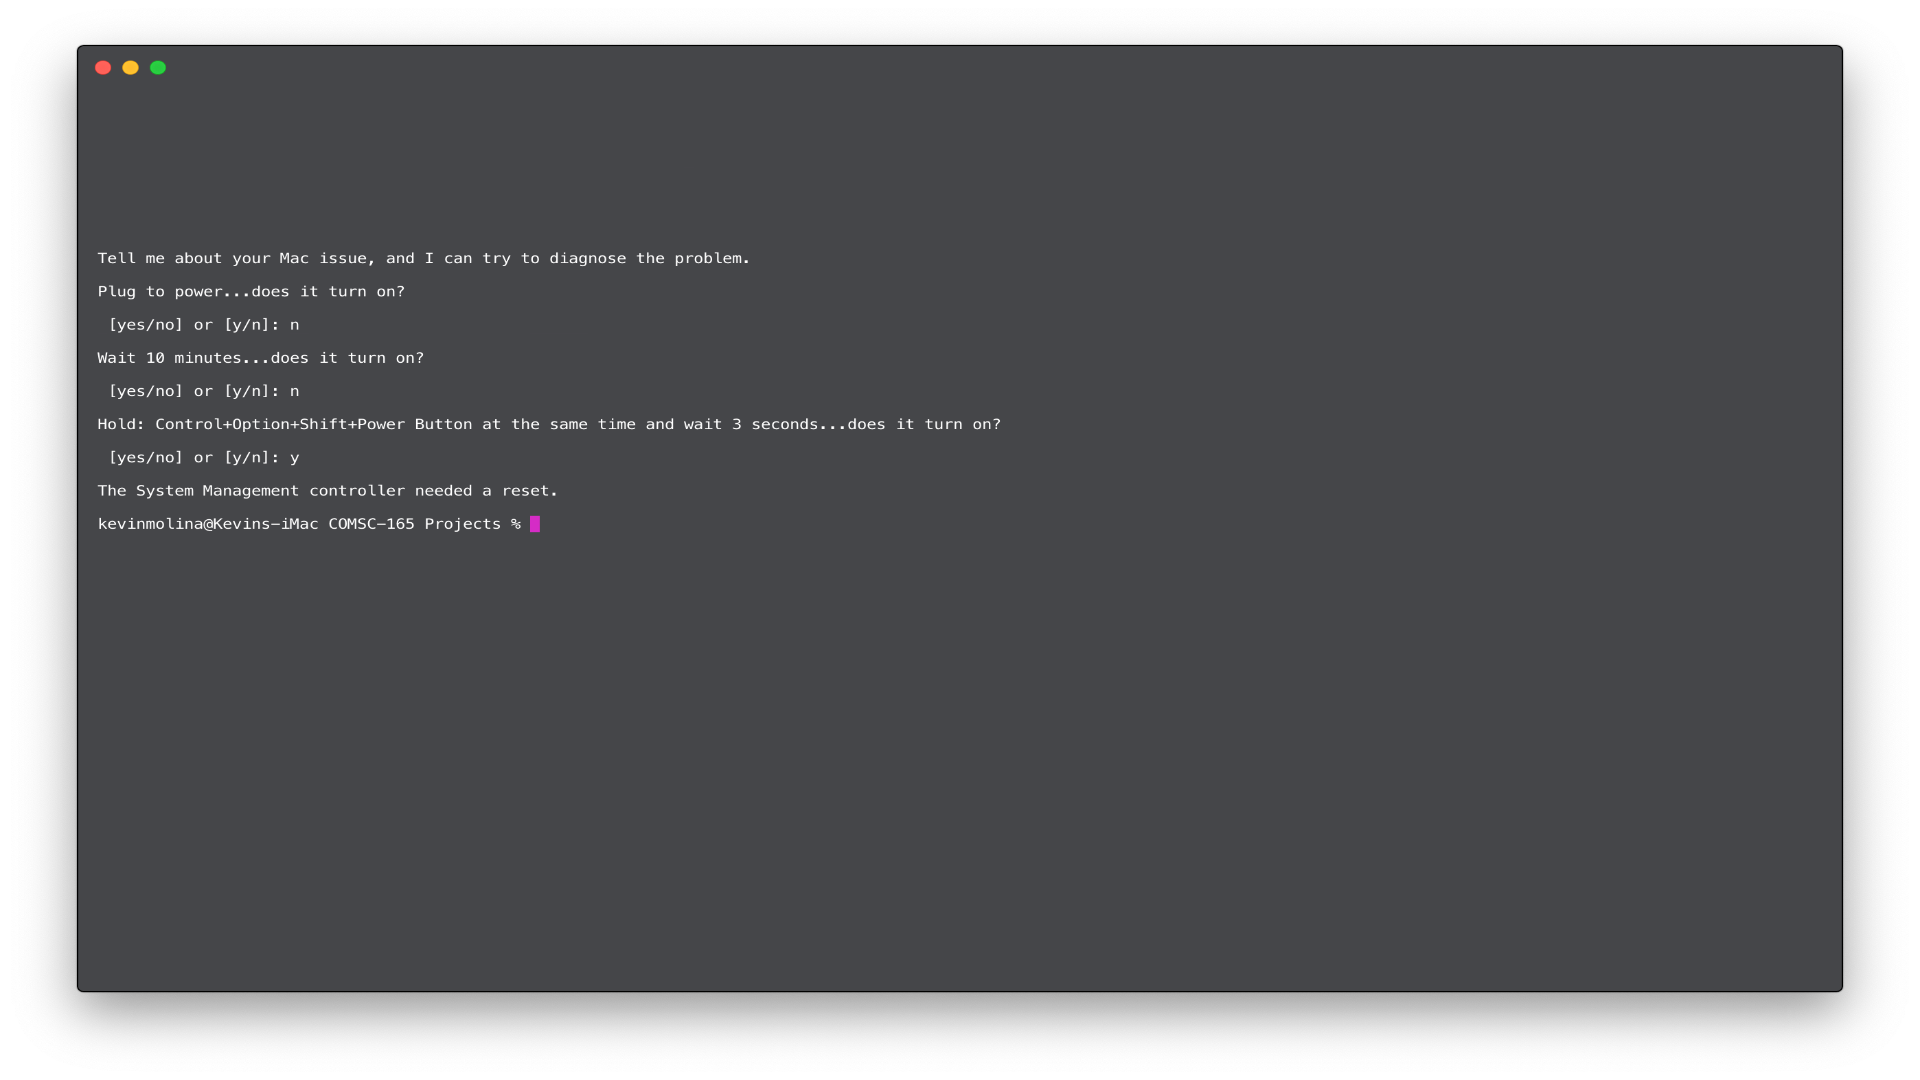 Tell me about your Mac issue, and I can try to diagnose the problem.
Plug to power...does it turn on?
[yes/no] or [y/n]: n
Wait 10 minutes...does it turn on?
[yes/no] or [y/n]: n
Hold: Control+Option+Shift+Power Button at the same time and wait 3 seconds...does it turn on?
[yes/no] or [y/n]: y
The System Management controller needed a reset.
kevinmolina@Kevins-iMac COMSC-165 Projects %